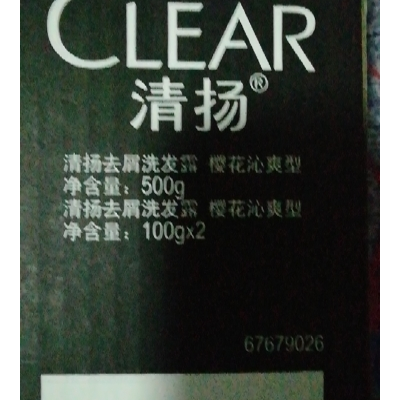 CLEAR
清扬®
清扬去屑洗发露 樱花沁爽型
净含量：500g
清扬去屑洗发露 樱花沁爽型
净含量：100g×2
67679026